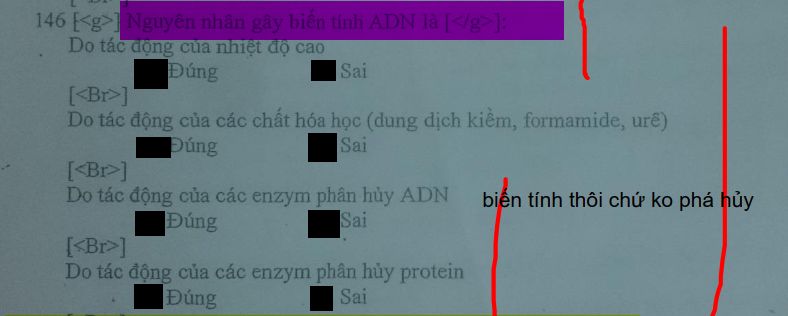 [<Br>]
146 [<g>] Nguyên nhân gây biến tính ADN là [</g>]:
Do tác động của nhiệt độ cao
Đúng Sai
[<Br>]
Do tác động của các chất hóa học (dung dịch kiềm, formamide, urê)
Đúng Sai
[<Br>]
Do tác động của các enzym phân hủy ADN
biến tính thôi chứ ko phá hủy
Đúng Sai
[<Br>]
Do tác động của các enzym phân hủy protein
Đúng Sai